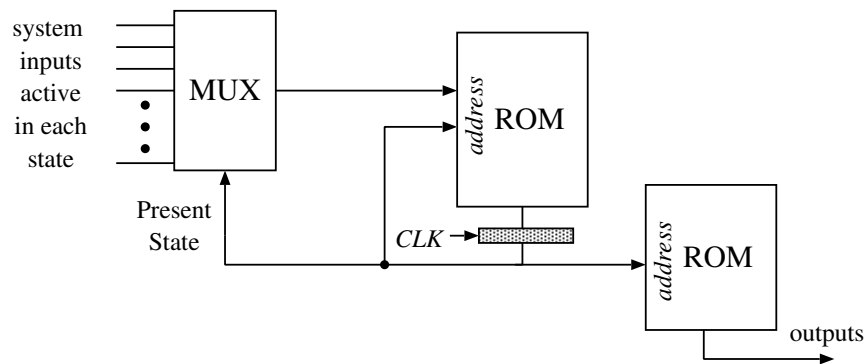 system
inputs
active
in each
state
MUX
address
ROM
Present
State
CLK
address
ROM
outputs